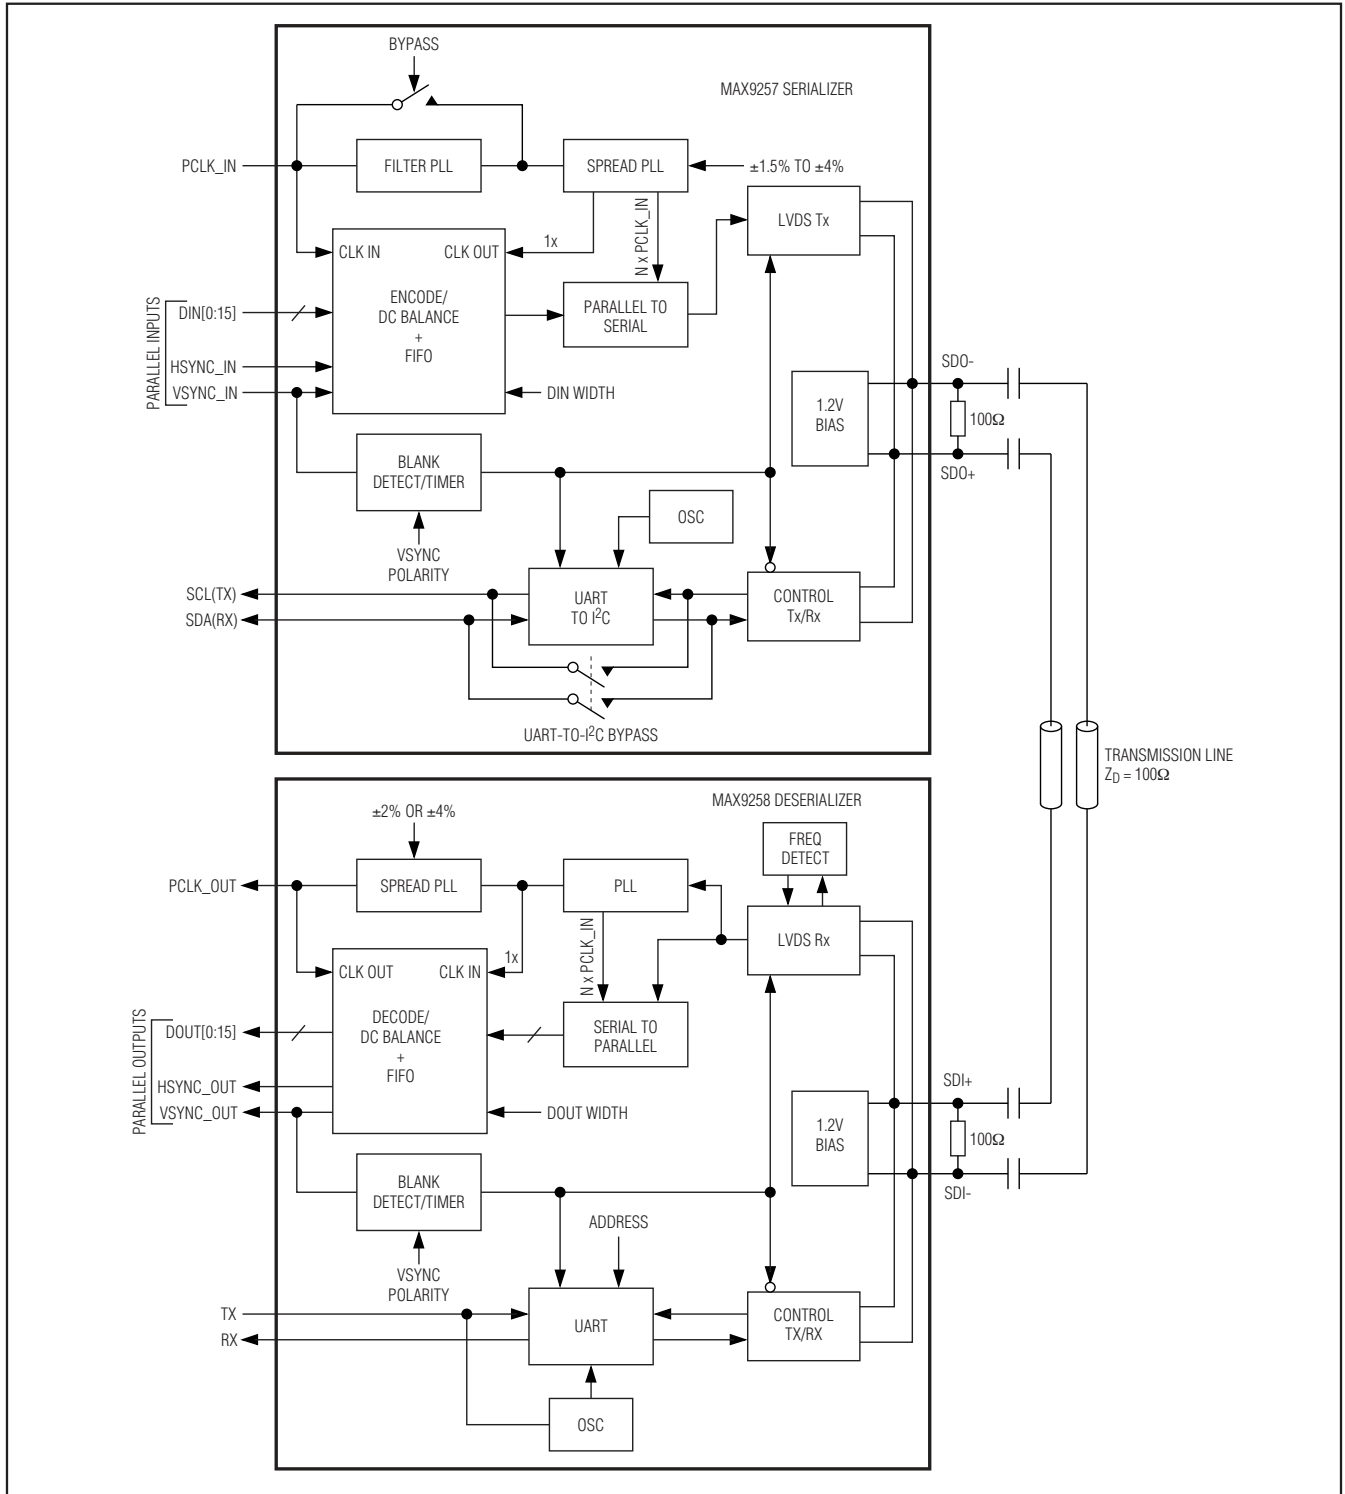 BYPASS
MAX9257 SERIALIZER
PCLK_IN
FILTER PLL
SPREAD PLL
±1.5% TO ±4%
N x PCLK_IN
LVDS Tx
CLK IN
CLK OUT
1x
ENCODE/
DC BALANCE
+
FIFO
PARALLEL TO
SERIAL
PARALLEL INPUTS
DIN[0:15]
HSYNC_IN
VSYNC_IN
DIN WIDTH
1.2V
BIAS
SDO-
100Ω
SDO+
BLANK
DETECT/TIMER
OSC
VSYNC
POLARITY
SCL(TX)
SDA(RX)
UART
TO I²C
CONTROL
Tx/Rx
UART-TO-I²C BYPASS
TRANSMISSION LINE
Z_D = 100Ω
MAX9258 DESERIALIZER
±2% OR ±4%
FREQ
DETECT
PCLK_OUT
SPREAD PLL
PLL
N x PCLK_IN
LVDS Rx
CLK OUT
CLK IN
1x
DECODE/
DC BALANCE
+
FIFO
SERIAL TO
PARALLEL
PARALLEL OUTPUTS
DOUT[0:15]
HSYNC_OUT
VSYNC_OUT
DOUT WIDTH
1.2V
BIAS
SDI+
100Ω
SDI-
BLANK
DETECT/TIMER
ADDRESS
VSYNC
POLARITY
TX
RX
UART
CONTROL
TX/RX
OSC